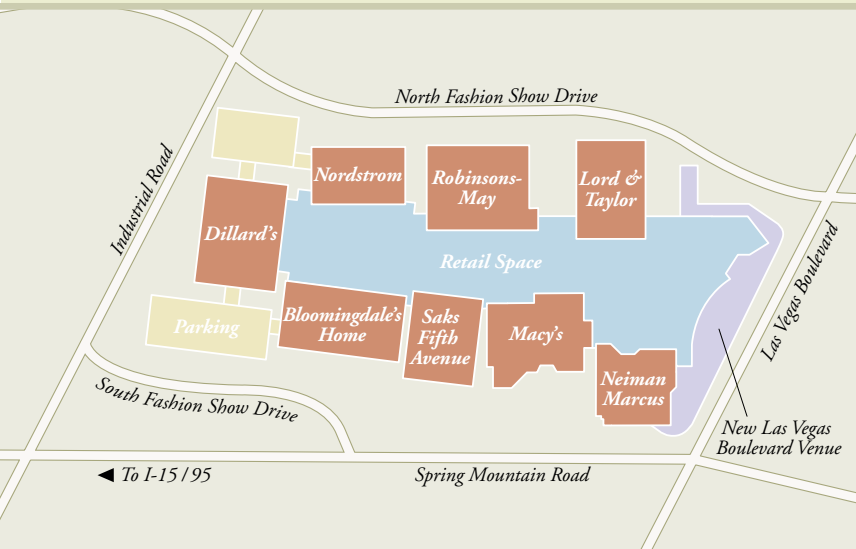 North Fashion Show Drive
Industrial Road
Nordstrom
Robinsons-
May
Lord &
Taylor
Dillard's
Retail Space
Las Vegas Boulevard
Parking
Bloomingdale's
Home
Saks
Fifth
Avenue
Macy's
Neiman
Marcus
South Fashion Show Drive
New Las Vegas
Boulevard Venue
◀ To I-15 / 95
Spring Mountain Road